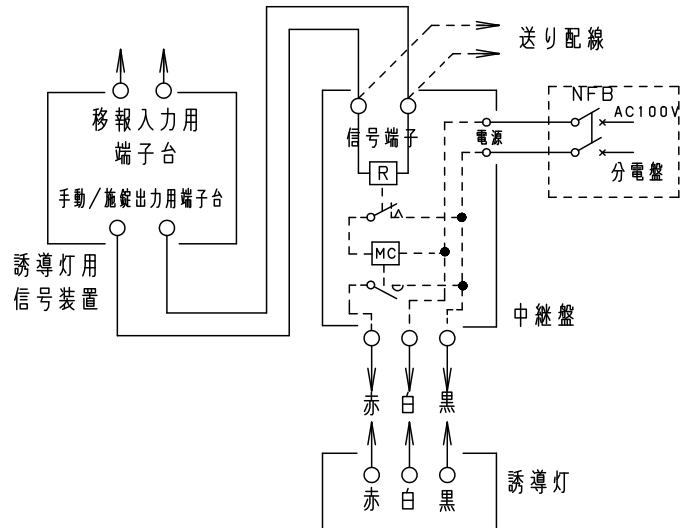 送り配線
NFB
AC100V
移報入力用
端子台
信号端子
電源
R
分電盤
手動/施錠出力用端子台
MC
誘導灯用
信号装置
中継盤
赤 白 黒
誘導灯
赤 白 黒